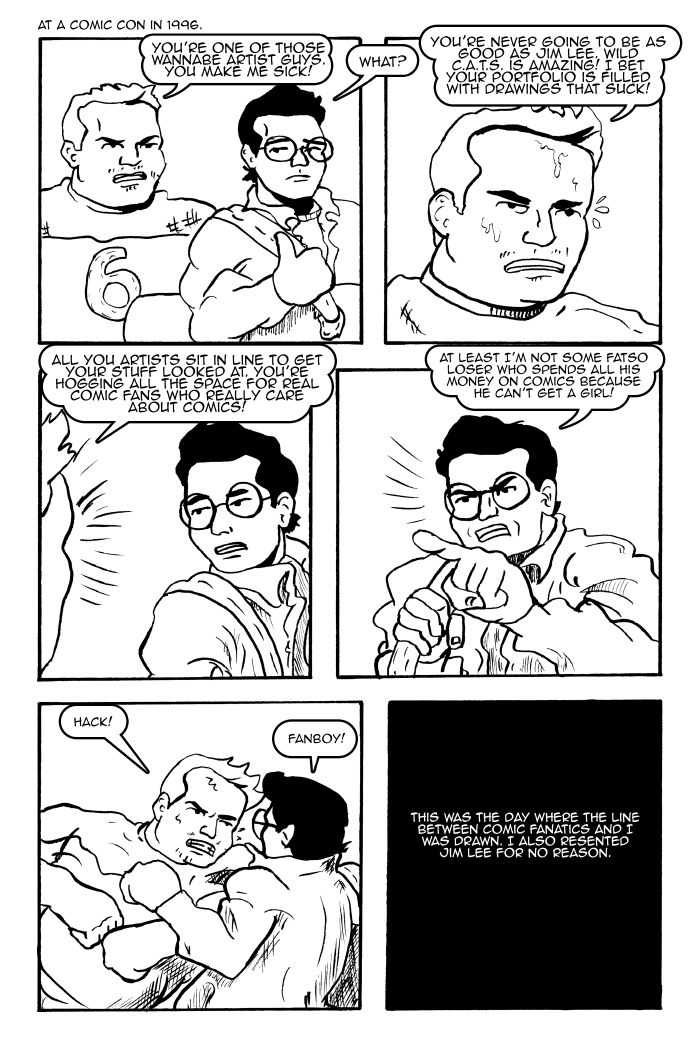 AT A COMIC CON IN 1996.
YOU'RE ONE OF THOSE
WANNABE ARTIST GUYS.
YOU MAKE ME SICK!
WHAT?
YOU'RE NEVER GOING TO BE AS
GOOD AS JIM LEE. WILD
C.A.T.S. IS AMAZING! I BET
YOUR PORTFOLIO IS FILLED
WITH DRAWINGS THAT SUCK!
6
ALL YOU ARTISTS SIT IN LINE TO GET
YOUR STUFF LOOKED AT. YOU'RE
HOGGING ALL THE SPACE FOR REAL
COMIC FANS WHO REALLY CARE
ABOUT COMICS!
AT LEAST I'M NOT SOME FATSO
LOSER WHO SPENDS ALL HIS
MONEY ON COMICS BECAUSE
HE CAN'T GET A GIRL!
HACK!
FANBOY!
THIS WAS THE DAY WHERE THE LINE
BETWEEN COMIC FANATICS AND I
WAS DRAWN. I ALSO RESENTED
JIM LEE FOR NO REASON.